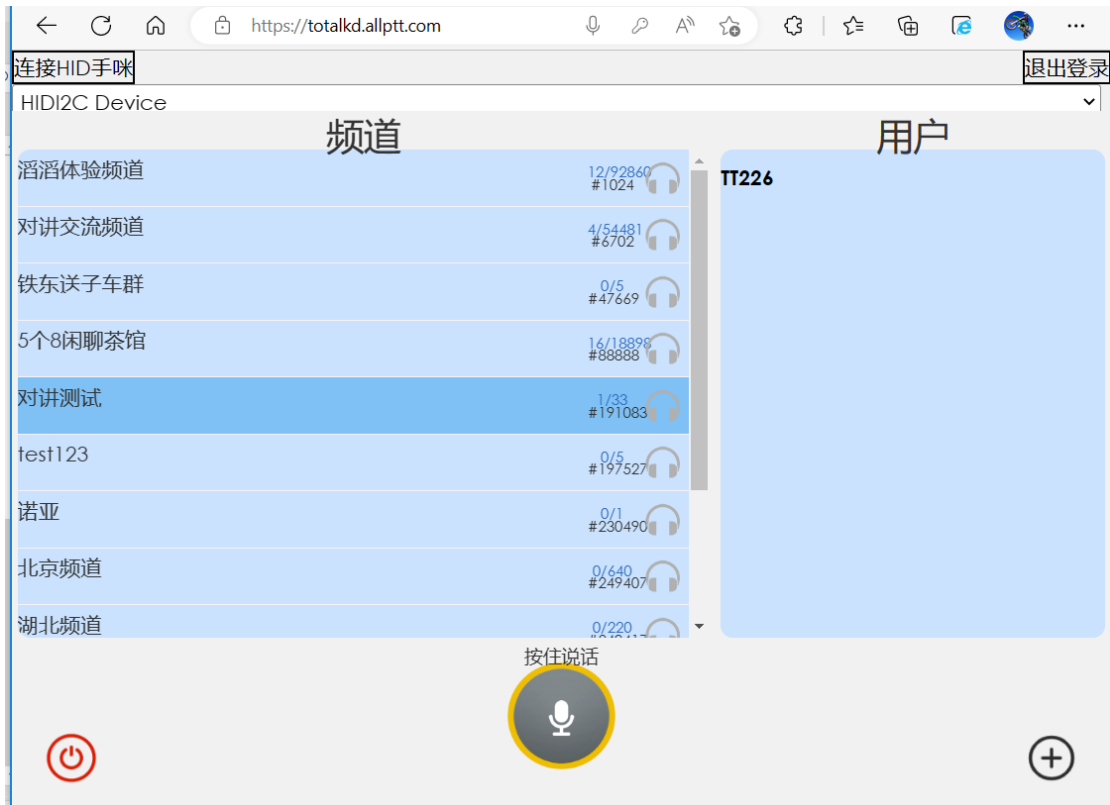 https://totalkd.allptt.com
连接HID手咪
退出登录
HIDI2C Device
频道
用户
滔滔体验频道
12/92860
#1024
TT226
对讲交流频道
4/54481
#6702
铁东送子车群
0/5
#47669
5个8闲聊茶馆
16/18898
#88888
对讲测试
1/33
#191083
test123
0/5
#197527
诺亚
0/1
#230490
北京频道
0/640
#249407
湖北频道
0/220
按住说话